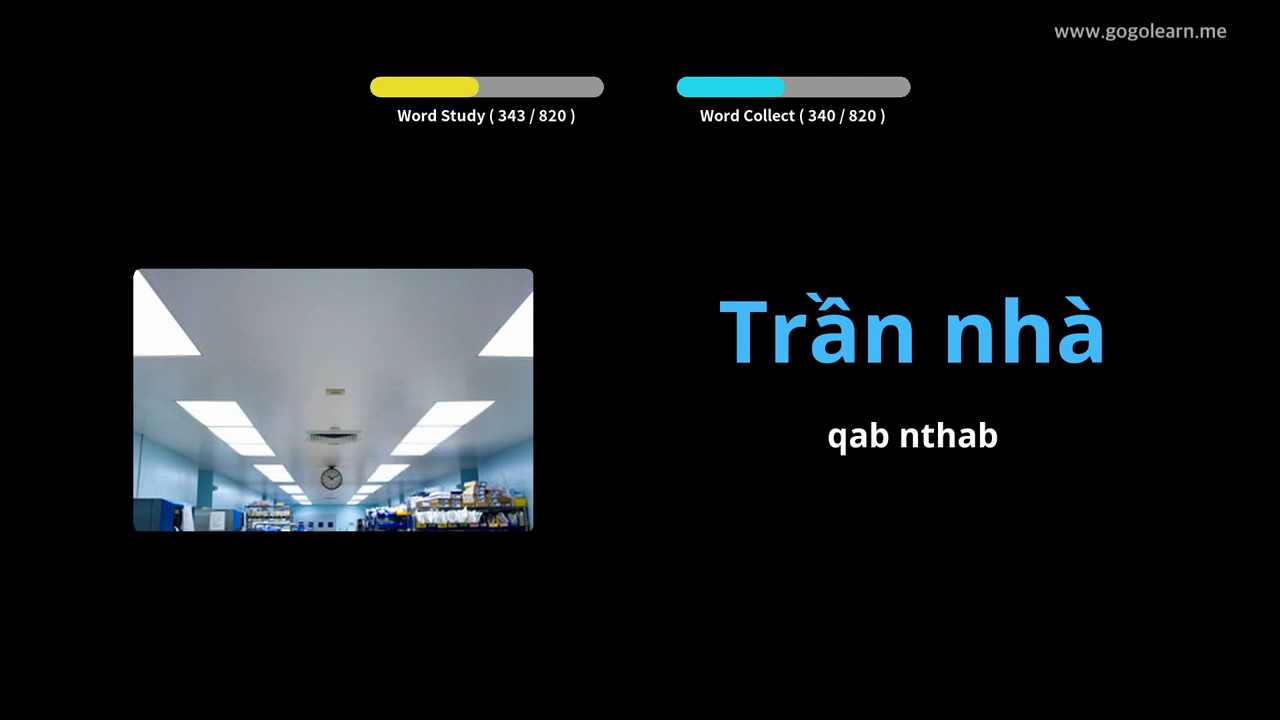 www.gogolearn.me
Word Study ( 343 / 820 )
Word Collect ( 340 / 820 )
Trần nhà
qab nthab